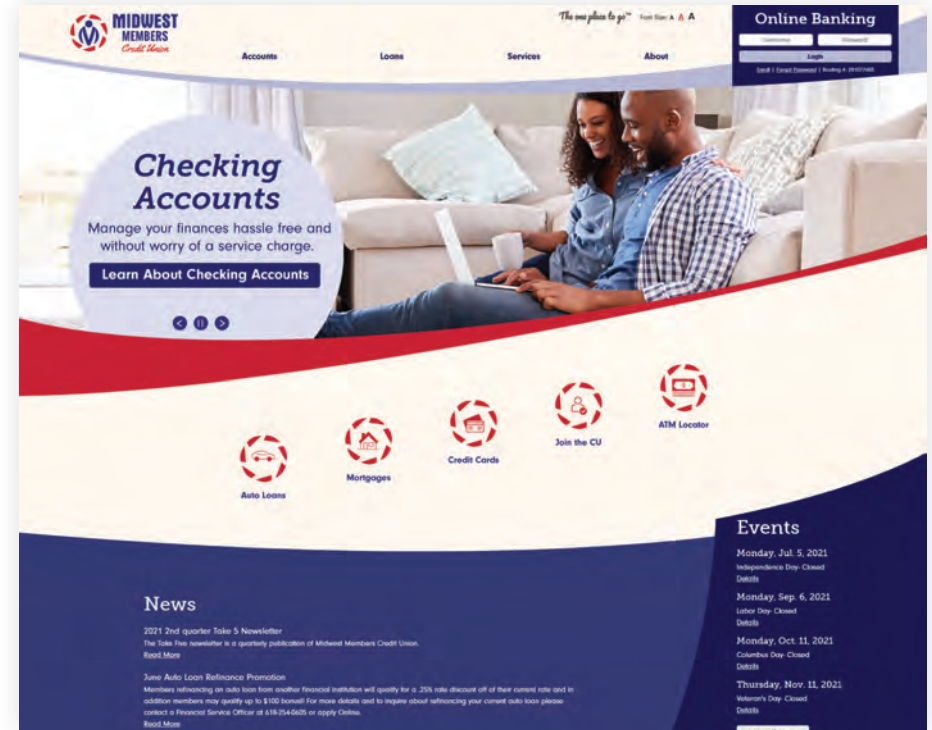 MIDWEST
MEMBERS
Credit Union
The one place to go™ Font Size: A A A
Accounts Loans Services About
Online Banking
Username Password
Login
Enroll | Forgot Password | Routing #:
Checking
Accounts
Manage your finances hassle free and
without worry of a service charge.
Learn About Checking Accounts
Auto Loans
Mortgages
Credit Cards
Join the CU
ATM Locator
News
2021 2nd quarter Take 5 Newsletter
The Take Five newsletter is a quarterly publication of Midwest Members Credit Union.
Read More
June Auto Loan Refinance Promotion
Members refinancing an auto loan from another financial institution will qualify for a .25% rate discount off of their current rate and in
addition members may qualify up to $100 bonus!! For more details and to inquire about refinancing your current auto loan please
contact a Financial Service Officer at 618-254-0605 or apply Online.
Read More
Events
Monday, Jul. 5, 2021
Independence Day- Closed
Details
Monday, Sep. 6, 2021
Labor Day- Closed
Details
Monday, Oct. 11, 2021
Columbus Day- Closed
Details
Thursday, Nov. 11, 2021
Veteran's Day- Closed
Details